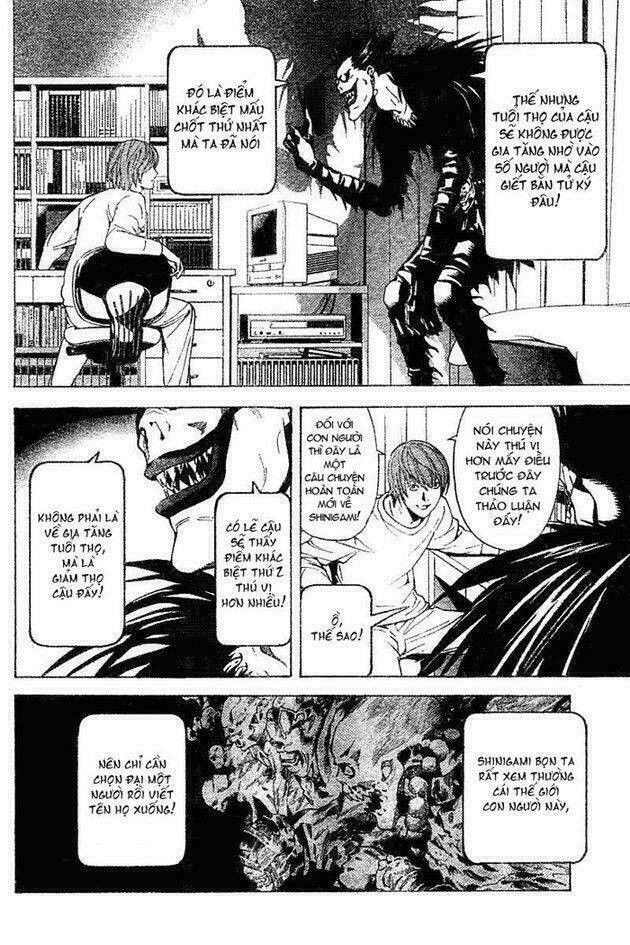 THẾ NHƯNG
TUỔI THỌ CỦA CẬU
SẼ KHÔNG ĐƯỢC
GIA TĂNG NHỜ VÀO
SỐ NGƯỜI MÀ CẬU
GIẾT BẰNG TỬ KÝ
ĐÂU!
ĐÓ LÀ ĐIỂM
KHÁC BIỆT MẤU
CHỐT THỨ NHẤT
MÀ TA ĐÃ NÓI
NÓI CHUYỆN
NÀY THÚ VỊ
HƠN MẤY ĐIỀU
TRƯỚC ĐÂY
CHÚNG TA
THẢO LUẬN
ĐẤY!
ĐỐI VỚI
CON NGƯỜI
THÌ ĐÂY LÀ
MỘT
CÂU CHUYỆN
HOÀN TOÀN
MỚI VỀ
SHINIGAMI!
Ồ,
THẾ SAO!
CÓ LẼ CẬU
SẼ THẤY
ĐIỂM KHÁC
BIỆT THỨ 2
THÚ VỊ
HƠN NHIỀU!
KHÔNG PHẢI LÀ
VỀ GIA TĂNG
TUỔI THỌ,
MÀ LÀ
GIẢM THỌ
CẬU ĐẤY!
SHINIGAMI BỌN TA
RẤT XEM THƯỜNG
CÁI THẾ GIỚI
CON NGƯỜI NÀY,
NÊN CHỈ CẦN
CHỌN ĐẠI MỘT
NGƯỜI RỒI VIẾT
TÊN HỌ XUỐNG!